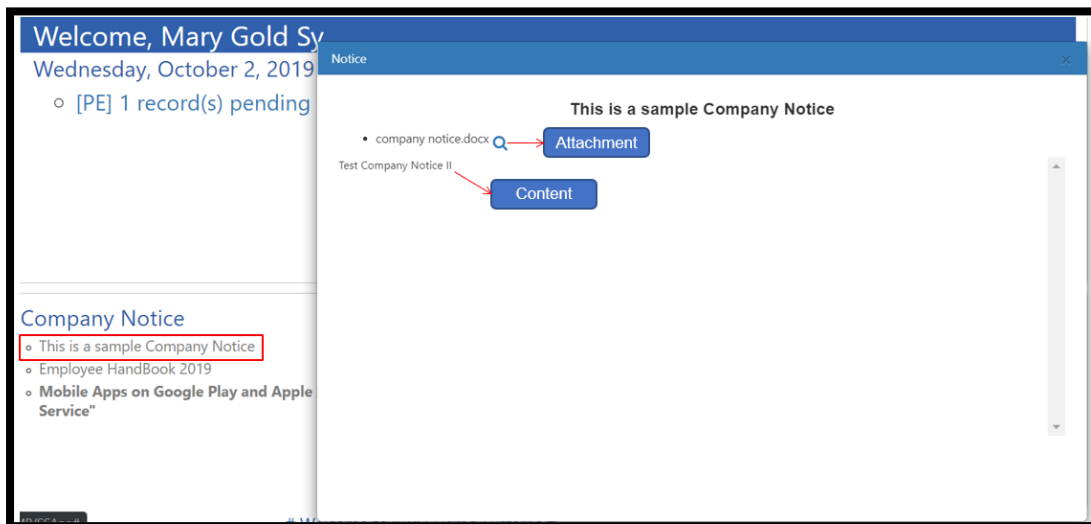 Welcome, Mary Gold Sy
Wednesday, October 2, 2019
[PE] 1 record(s) pending
Company Notice
This is a sample Company Notice
Employee HandBook 2019
Mobile Apps on Google Play and Apple
Service"
Notice
×
This is a sample Company Notice
company notice.docx
Attachment
Test Company Notice II
Content